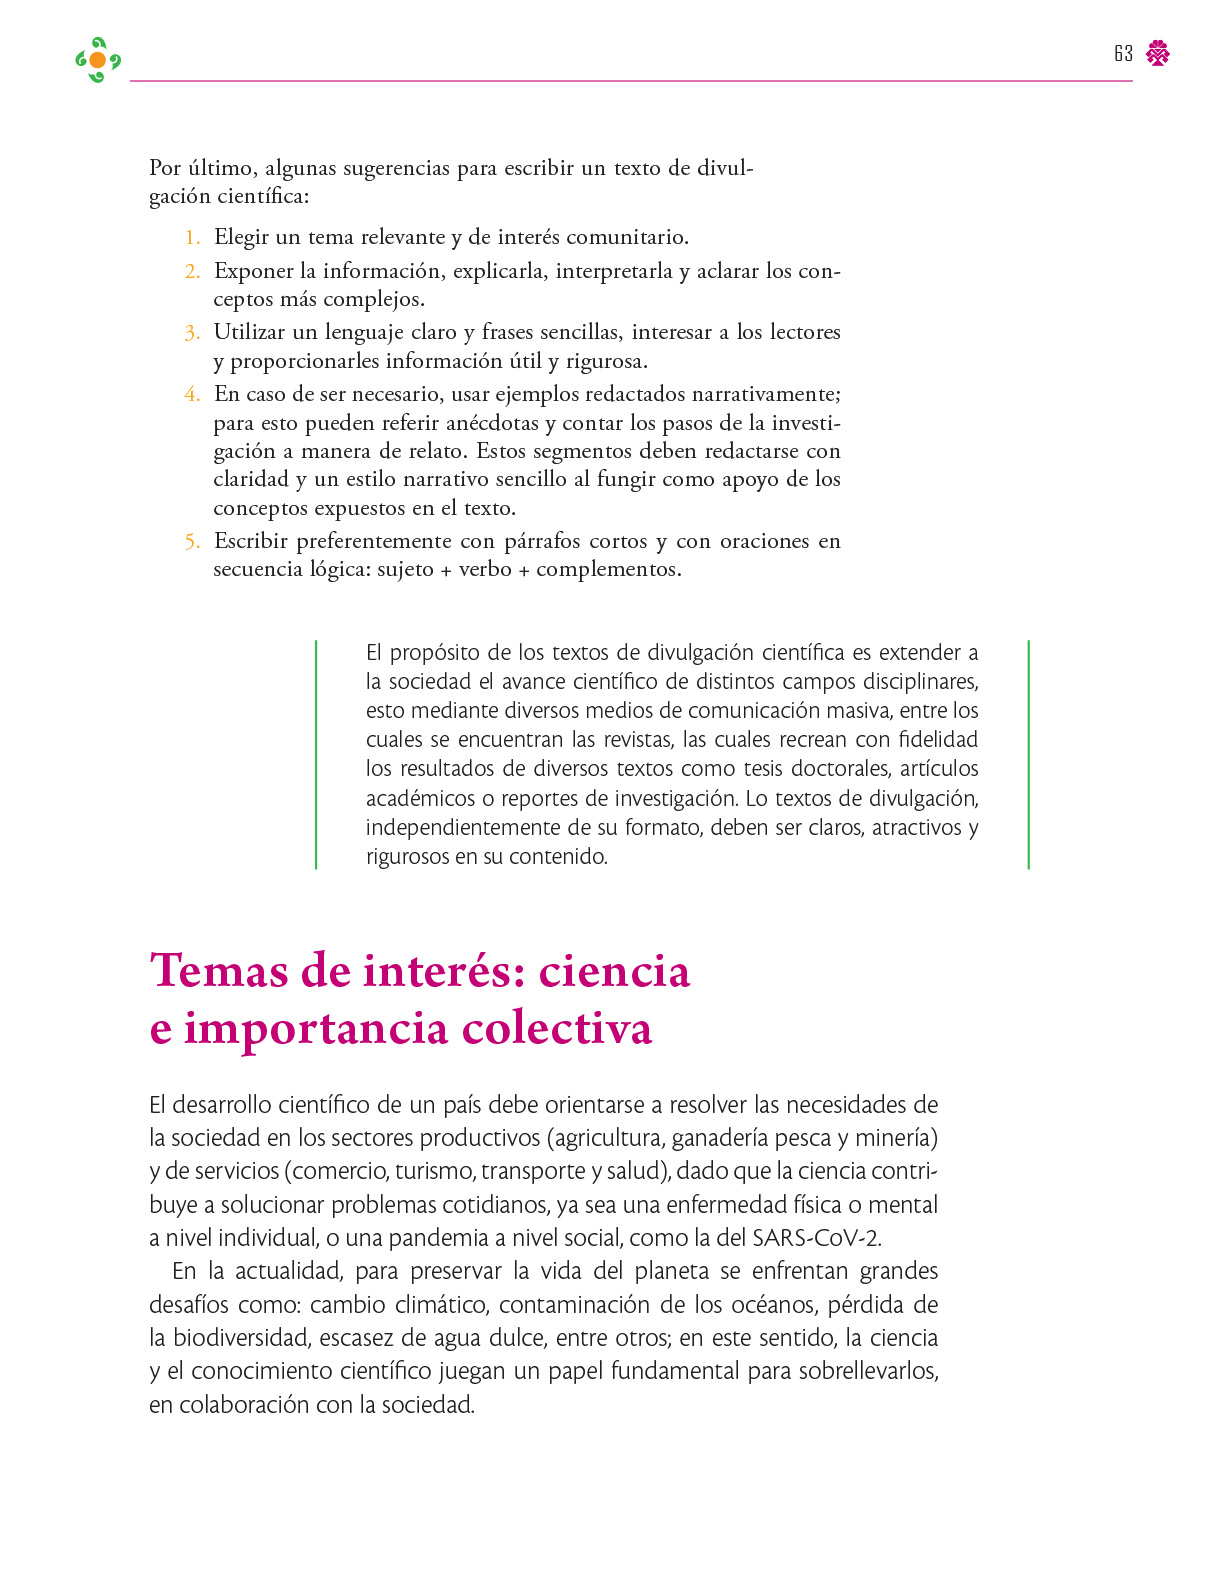 63
Por último, algunas sugerencias para escribir un texto de divul-
gación científica:
1. Elegir un tema relevante y de interés comunitario.
2. Exponer la información, explicarla, interpretarla y aclarar los con-
ceptos más complejos.
3. Utilizar un lenguaje claro y frases sencillas, interesar a los lectores
y proporcionarles información útil y rigurosa.
4. En caso de ser necesario, usar ejemplos redactados narrativamente;
para esto pueden referir anécdotas y contar los pasos de la investi-
gación a manera de relato. Estos segmentos deben redactarse con
claridad y un estilo narrativo sencillo al fungir como apoyo de los
conceptos expuestos en el texto.
5. Escribir preferentemente con párrafos cortos y con oraciones en
secuencia lógica: sujeto + verbo + complementos.
El propósito de los textos de divulgación científica es extender a
la sociedad el avance científico de distintos campos disciplinares,
esto mediante diversos medios de comunicación masiva, entre los
cuales se encuentran las revistas, las cuales recrean con fidelidad
los resultados de diversos textos como tesis doctorales, artículos
académicos o reportes de investigación. Lo textos de divulgación,
independientemente de su formato, deben ser claros, atractivos y
rigurosos en su contenido.
Temas de interés: ciencia
e importancia colectiva
El desarrollo científico de un país debe orientarse a resolver las necesidades de
la sociedad en los sectores productivos (agricultura, ganadería pesca y minería)
y de servicios (comercio, turismo, transporte y salud), dado que la ciencia contri-
buye a solucionar problemas cotidianos, ya sea una enfermedad física o mental
a nivel individual, o una pandemia a nivel social, como la del SARS-CoV-2.
En la actualidad, para preservar la vida del planeta se enfrentan grandes
desafíos como: cambio climático, contaminación de los océanos, pérdida de
la biodiversidad, escasez de agua dulce, entre otros; en este sentido, la ciencia
y el conocimiento científico juegan un papel fundamental para sobrellevarlos,
en colaboración con la sociedad.